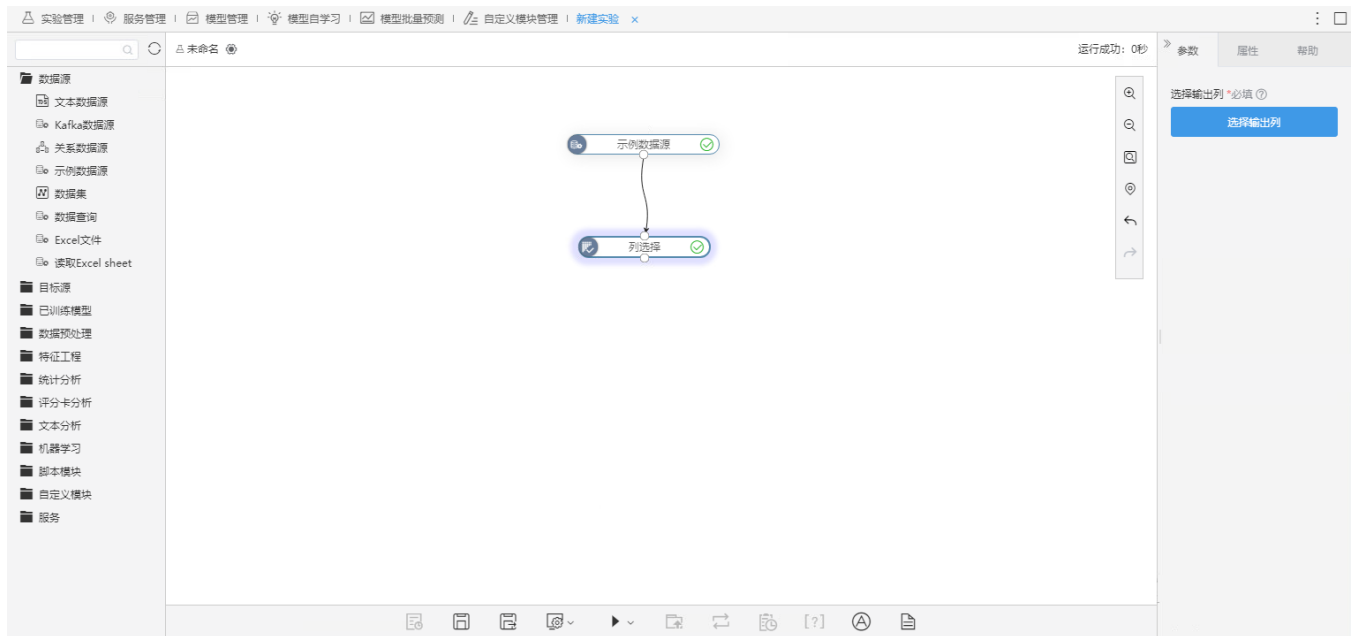 实验管理 服务管理 模型管理 模型自学习 模型批量预测 自定义模块管理 新建实验 ×
未命名 运行成功：0秒
参数 属性 帮助
数据源
文本数据源
Kafka数据源
关系数据源
示例数据源
数据集
数据查询
Excel文件
读取Excel sheet
目标源
已训练模型
数据预处理
特征工程
统计分析
评分卡分析
文本分析
机器学习
脚本模块
自定义模块
服务
示例数据源
列选择
选择输出列 *必填
选择输出列
[?]